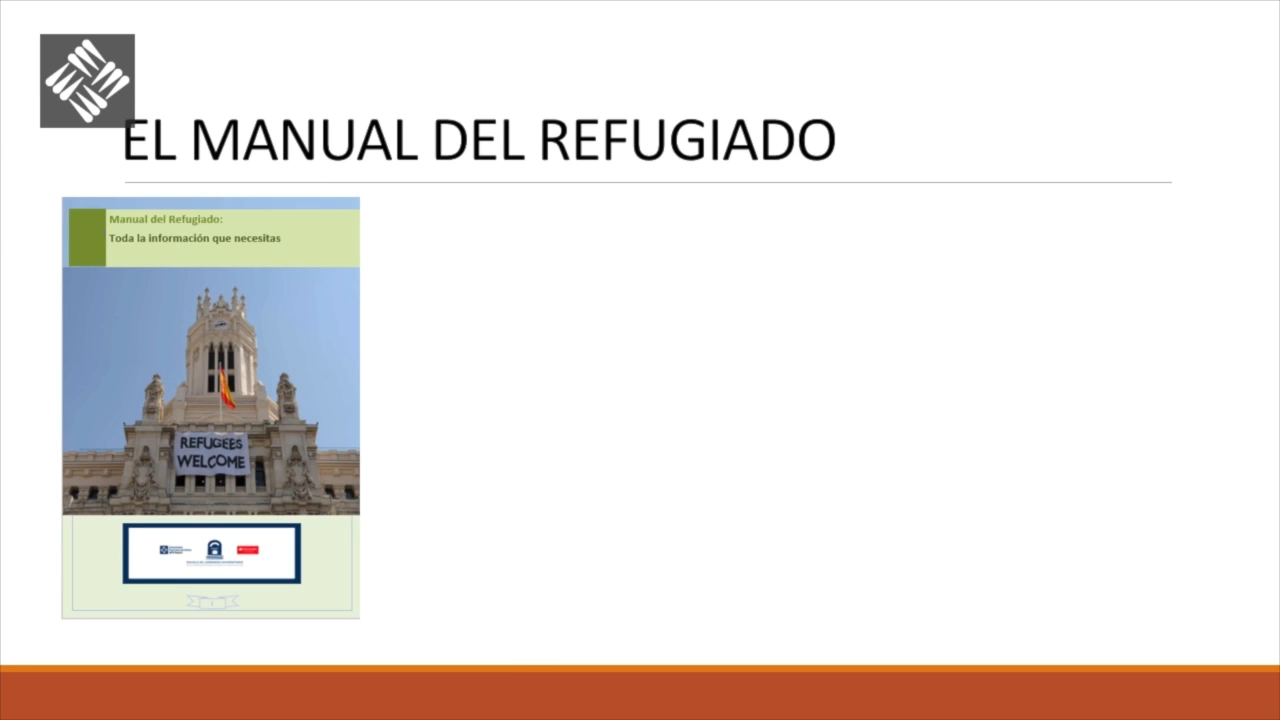 EL MANUAL DEL REFUGIADO
Manual del Refugiado:
Toda la información que necesitas
REFUGEES
WELCOME